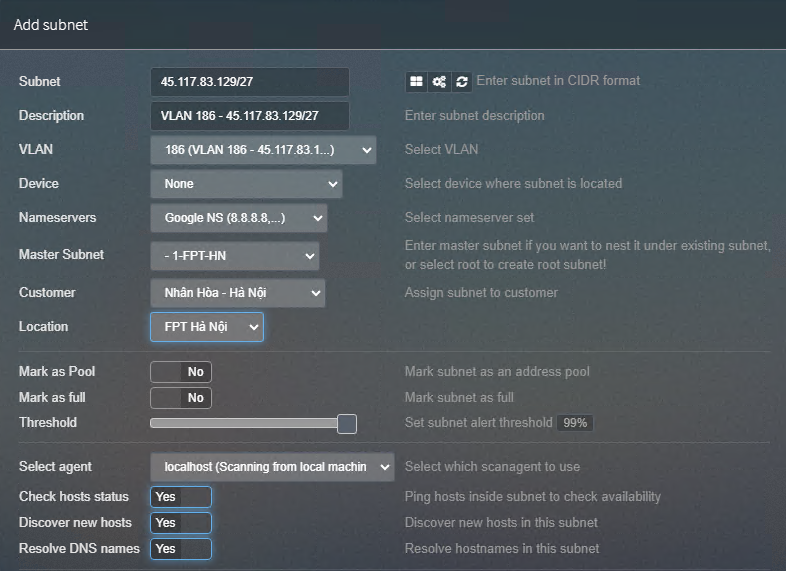 Add subnet
Subnet 45.117.83.129/27 Enter subnet in CIDR format
Description VLAN 186 - 45.117.83.129/27 Enter subnet description
VLAN 186 (VLAN 186 - 45.117.83.1...) Select VLAN
Device None Select device where subnet is located
Nameservers Google NS (8.8.8.8,...) Select nameserver set
Master Subnet - 1-FPT-HN Enter master subnet if you want to nest it under existing subnet,
or select root to create root subnet!
Customer Nhân Hòa - Hà Nội Assign subnet to customer
Location FPT Hà Nội
Mark as Pool No Mark subnet as an address pool
Mark as full No Mark subnet as full
Threshold Set subnet alert threshold 99%
Select agent localhost (Scanning from local machin Select which scanagent to use
Check hosts status Yes Ping hosts inside subnet to check availability
Discover new hosts Yes Discover new hosts in this subnet
Resolve DNS names Yes Resolve hostnames in this subnet